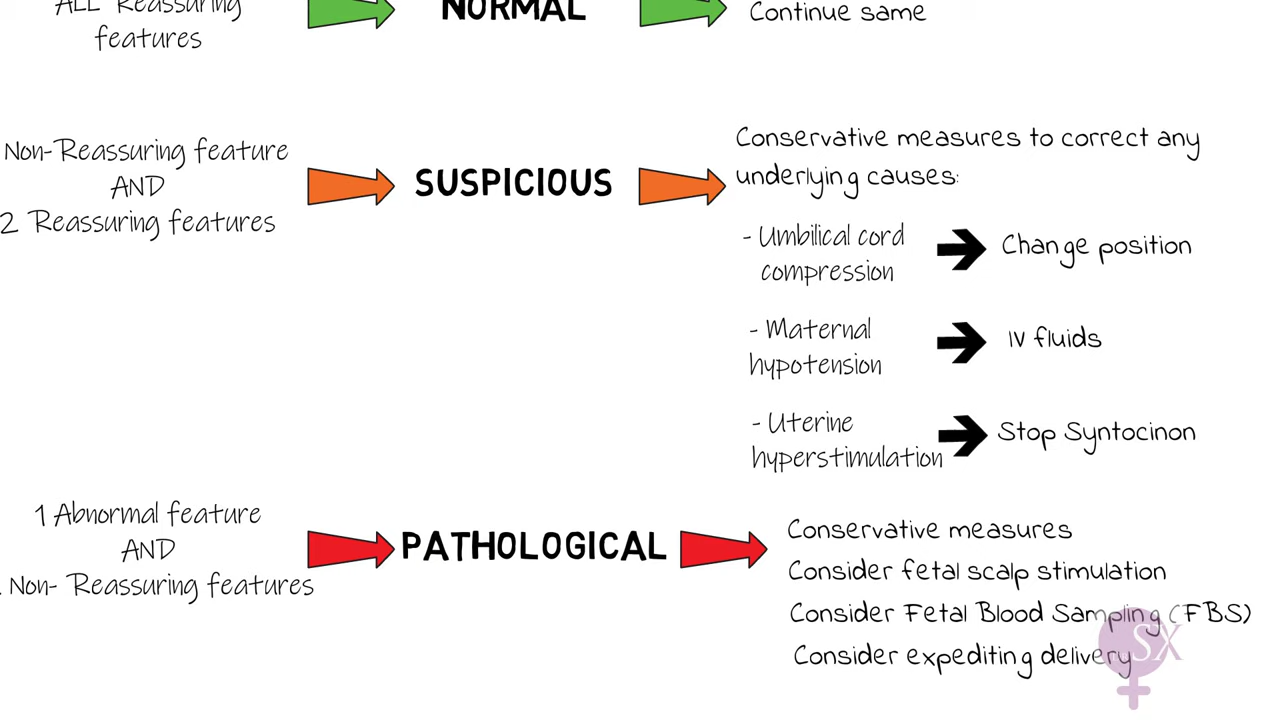 ALL Reassuring
features
NORMAL
Continue same
Non-Reassuring feature
AND
2 Reassuring features
SUSPICIOUS
Conservative measures to correct any
underlying causes:
- Umbilical cord
compression
Change position
- Maternal
hypotension
IV fluids
- Uterine
hyperstimulation
Stop Syntocinon
1 Abnormal feature
AND
Non- Reassuring features
PATHOLOGICAL
Conservative measures
Consider fetal scalp stimulation
Consider Fetal Blood Sampling (FBS)
Consider expediting delivery
SX